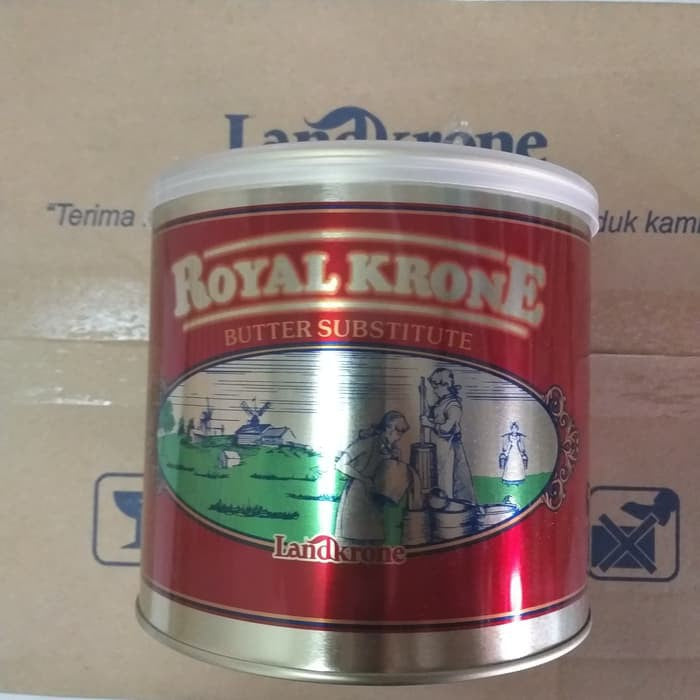 Landkrone
"Terima
duk kami
ROYAL KRONE
BUTTER SUBSTITUTE
Landkrone